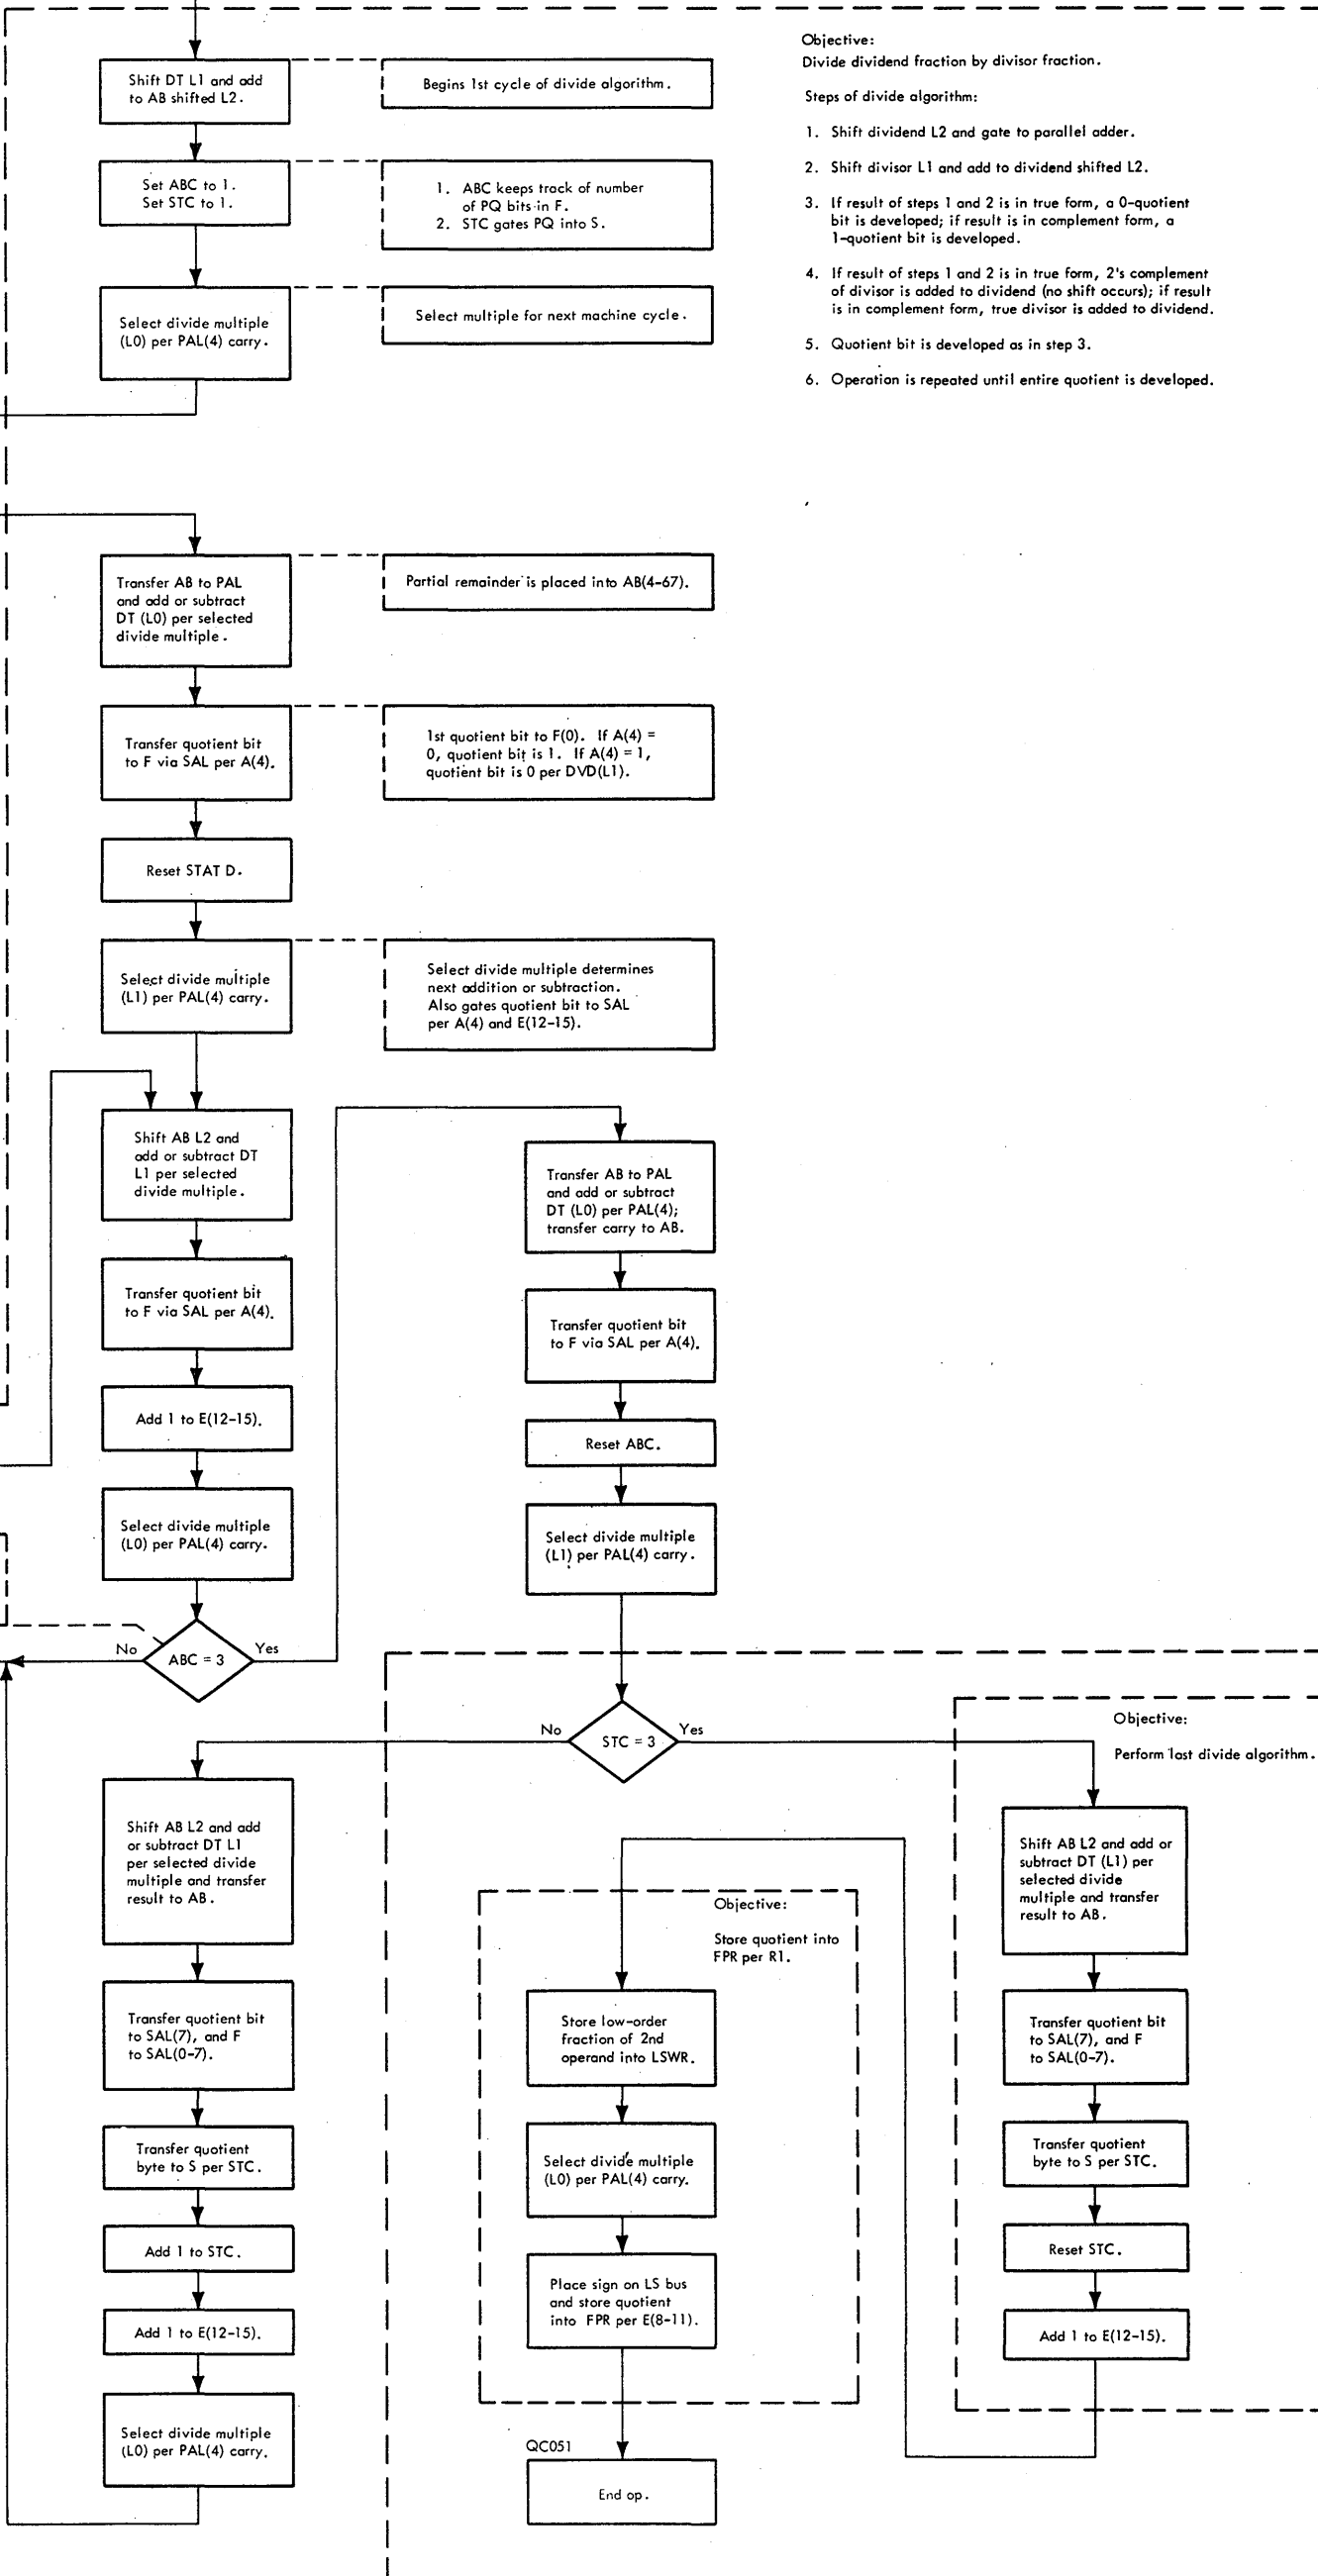 Objective:
Divide dividend fraction by divisor fraction.
Steps of divide algorithm:
1. Shift dividend L2 and gate to parallel adder.
2. Shift divisor L1 and add to dividend shifted L2.
3. If result of steps 1 and 2 is in true form, a 0-quotient
bit is developed; if result is in complement form, a
1-quotient bit is developed.
4. If result of steps 1 and 2 is in true form, 2's complement
of divisor is added to dividend (no shift occurs); if result
is in complement form, true divisor is added to dividend.
5. Quotient bit is developed as in step 3.
6. Operation is repeated until entire quotient is developed.
Shift DT L1 and add
to AB shifted L2.
Begins 1st cycle of divide algorithm.
Set ABC to 1.
Set STC to 1.
1. ABC keeps track of number
of PQ bits in F.
2. STC gates PQ into S.
Select divide multiple
(L0) per PAL(4) carry.
Select multiple for next machine cycle.
Transfer AB to PAL
and add or subtract
DT (L0) per selected
divide multiple.
Partial remainder is placed into AB(4-67).
Transfer quotient bit
to F via SAL per A(4).
1st quotient bit to F(0). If A(4) =
0, quotient bit is 1. If A(4) = 1,
quotient bit is 0 per DVD(L1).
Reset STAT D.
Select divide multiple
(L1) per PAL(4) carry.
Select divide multiple determines
next addition or subtraction.
Also gates quotient bit to SAL
per A(4) and E(12-15).
Shift AB L2 and
add or subtract DT
L1 per selected
divide multiple.
Transfer quotient bit
to F via SAL per A(4).
Add 1 to E(12-15).
Select divide multiple
(L0) per PAL(4) carry.
No
ABC = 3
Yes
Transfer AB to PAL
and add or subtract
DT (L0) per PAL(4);
transfer carry to AB.
Transfer quotient bit
to F via SAL per A(4).
Reset ABC.
Select divide multiple
(L1) per PAL(4) carry.
No
STC = 3
Yes
Shift AB L2 and add
or subtract DT L1
per selected divide
multiple and transfer
result to AB.
Transfer quotient bit
to SAL(7), and F
to SAL(0-7).
Transfer quotient
byte to S per STC.
Add 1 to STC.
Add 1 to E(12-15).
Select divide multiple
(L0) per PAL(4) carry.
Objective:
Perform last divide algorithm.
Shift AB L2 and add or
subtract DT (L1) per
selected divide
multiple and transfer
result to AB.
Transfer quotient bit
to SAL(7), and F
to SAL(0-7).
Transfer quotient
byte to S per STC.
Reset STC.
Add 1 to E(12-15).
Objective:
Store quotient into
FPR per R1.
Store low-order
fraction of 2nd
operand into LSWR.
Select divide multiple
(L0) per PAL(4) carry.
Place sign on LS bus
and store quotient
into FPR per E(8-11).
QC051
End op.